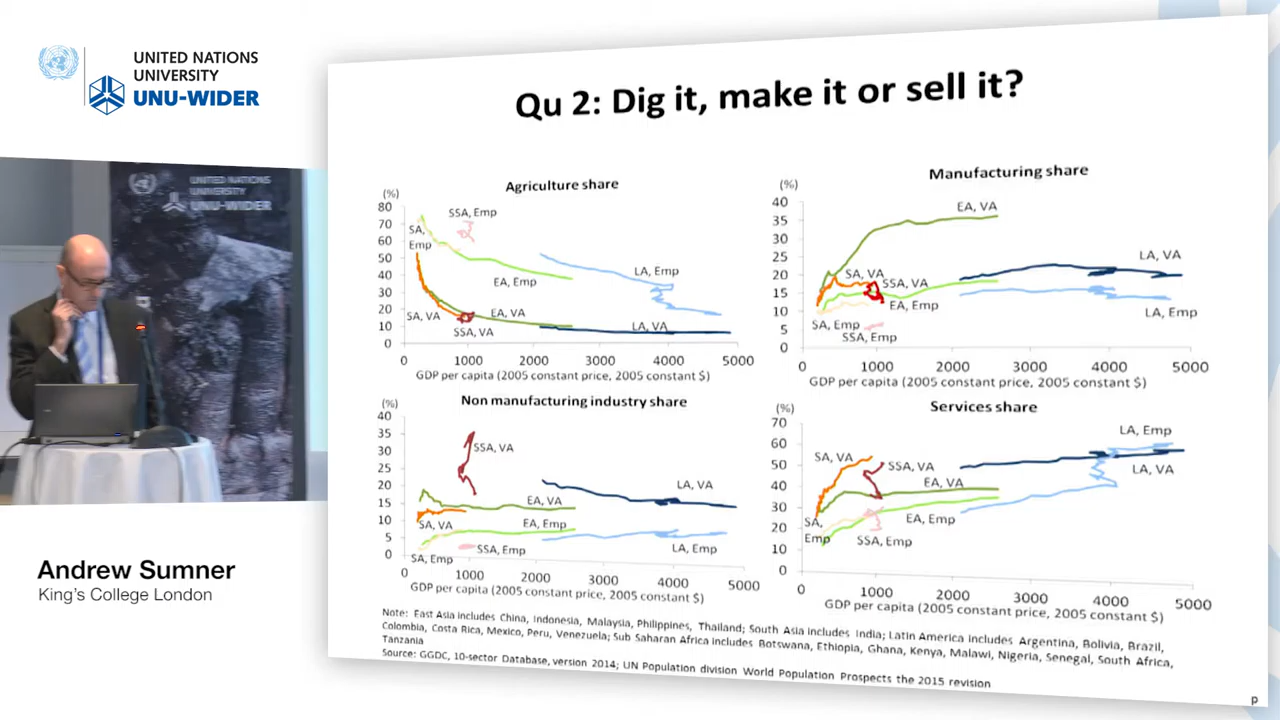 UNITED NATIONS
UNIVERSITY
UNU-WIDER
UNITED NATIONS
UNIVERSITY
UNU-WIDER
Andrew Sumner
King's College London
Qu 2: Dig it, make it or sell it?
Agriculture share
(%)
80
70
60
50
40
30
20
10
0
SSA, Emp
SA,
Emp
LA, Emp
EA, Emp
SA, VA
EA, VA
SSA, VA
LA, VA
0 1000 2000 3000 4000 5000
GDP per capita (2005 constant price, 2005 constant $)
Manufacturing share
(%)
40
35
30
25
20
15
10
5
0
EA, VA
LA, VA
SA, VA
SSA, VA
EA, Emp
LA, Emp
SA, Emp
SSA, Emp
0 1000 2000 3000 4000 5000
GDP per capita (2005 constant price, 2005 constant $)
Non manufacturing industry share
(%)
40
35
30
25
20
15
10
5
0
SSA, VA
LA, VA
EA, VA
SA, VA
EA, Emp
SSA, Emp
LA, Emp
SA, Emp
0 1000 2000 3000 4000 5000
GDP per capita (2005 constant price, 2005 constant $)
Services share
(%)
70
60
50
40
30
20
10
0
LA, Emp
SA, VA
SSA, VA
LA, VA
EA, VA
SA,
Emp
EA, Emp
SSA, Emp
0 1000 2000 3000 4000 5000
GDP per capita (2005 constant price, 2005 constant $)
Note: East Asia includes China, Indonesia, Malaysia, Philippines, Thailand; South Asia includes India; Latin America includes Argentina, Bolivia, Brazil,
Colombia, Costa Rica, Mexico, Peru, Venezuela; Sub Saharan Africa includes Botswana, Ethiopia, Ghana, Kenya, Malawi, Nigeria, Senegal, South Africa,
Tanzania
Source: GGDC, 10-sector Database, version 2014; UN Population division World Population Prospects the 2015 revision
p